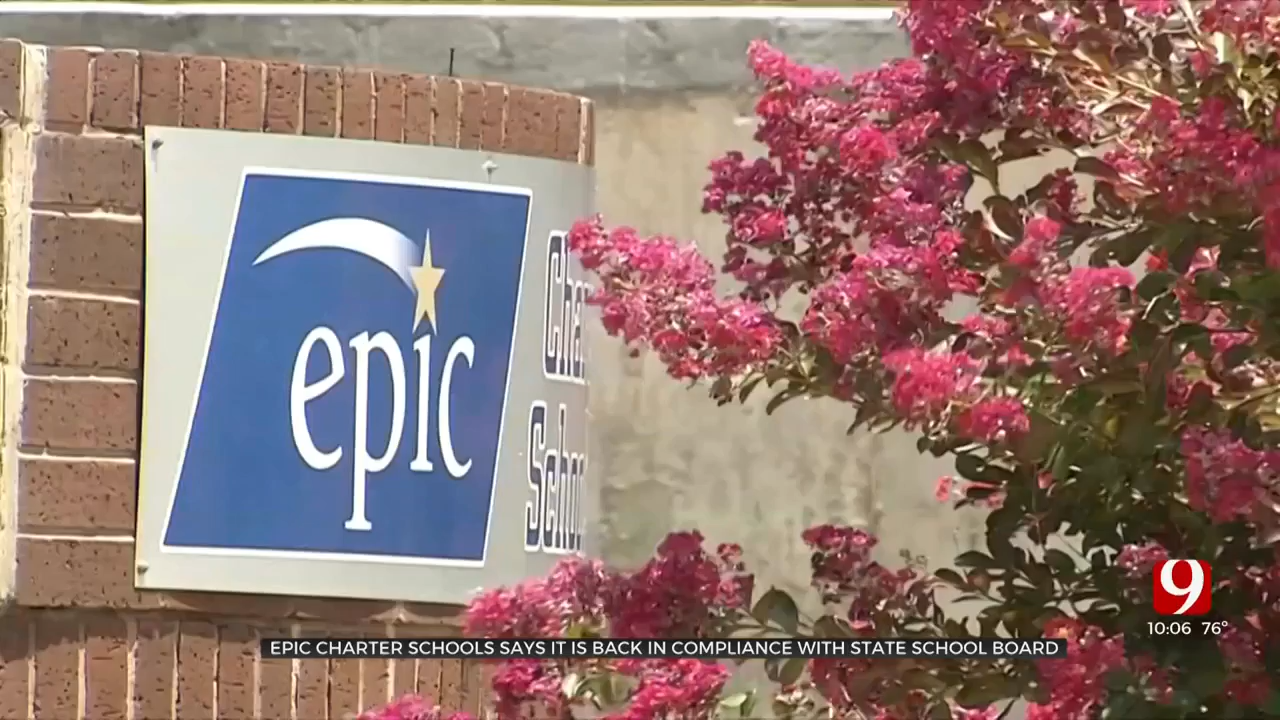 epic
EPIC CHARTER SCHOOLS SAYS IT IS BACK IN COMPLIANCE WITH STATE SCHOOL BOARD
9
10:06 76°